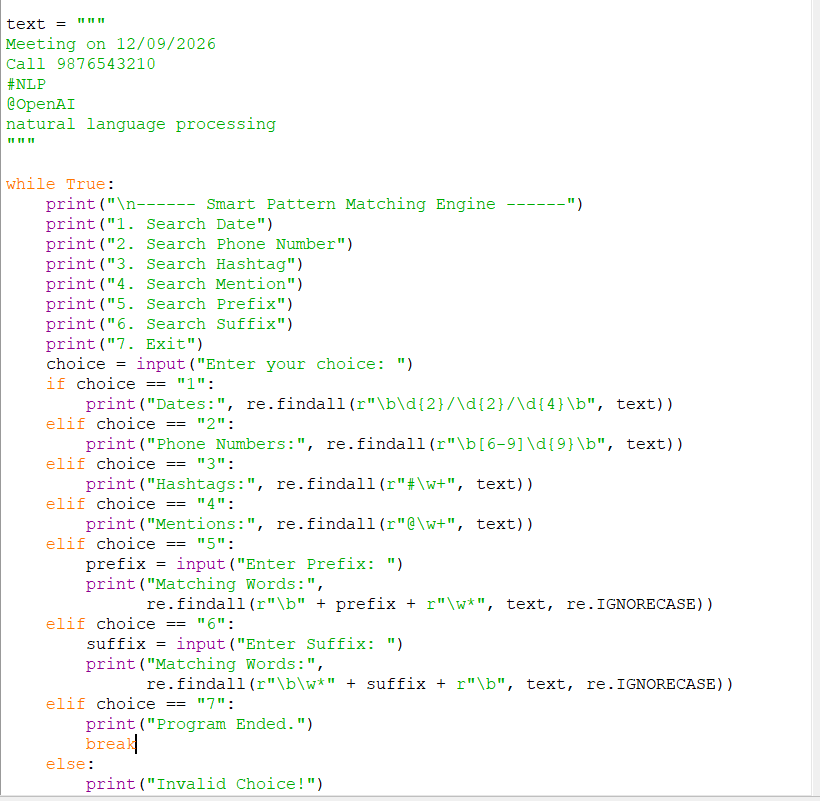 text = """
Meeting on 12/09/2026
Call 9876543210
#NLP
@OpenAI
natural language processing
"""

while True:
    print("\n------ Smart Pattern Matching Engine ------")
    print("1. Search Date")
    print("2. Search Phone Number")
    print("3. Search Hashtag")
    print("4. Search Mention")
    print("5. Search Prefix")
    print("6. Search Suffix")
    print("7. Exit")
    choice = input("Enter your choice: ")
    if choice == "1":
        print("Dates:", re.findall(r"\b\d{2}/\d{2}/\d{4}\b", text))
    elif choice == "2":
        print("Phone Numbers:", re.findall(r"\b[6-9]\d{9}\b", text))
    elif choice == "3":
        print("Hashtags:", re.findall(r"#\w+", text))
    elif choice == "4":
        print("Mentions:", re.findall(r"@\w+", text))
    elif choice == "5":
        prefix = input("Enter Prefix: ")
        print("Matching Words:",
              re.findall(r"\b" + prefix + r"\w*", text, re.IGNORECASE))
    elif choice == "6":
        suffix = input("Enter Suffix: ")
        print("Matching Words:",
              re.findall(r"\b\w*" + suffix + r"\b", text, re.IGNORECASE))
    elif choice == "7":
        print("Program Ended.")
        break
    else:
        print("Invalid Choice!")